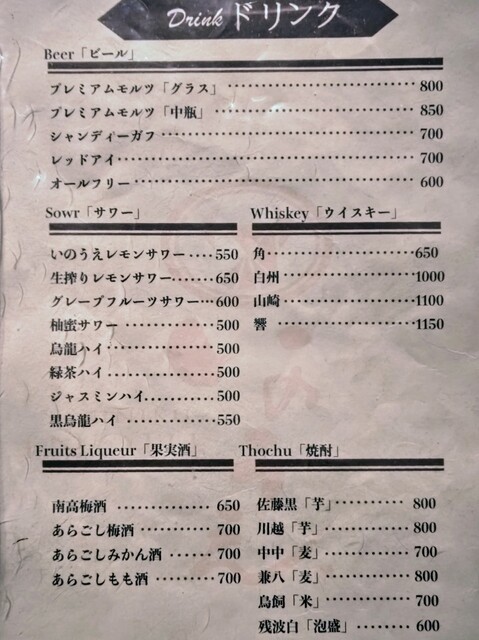 Drink ドリンク
Beer「ビール」
プレミアムモルツ「グラス」 ………………… 800
プレミアムモルツ「中瓶」 ………………… 850
シャンディーガフ ………………… 700
レッドアイ ………………… 700
オールフリー ………………… 600
Sowr「サワー」
いのうえレモンサワー ‥‥ 550
生搾りレモンサワー ‥‥‥ 650
グレープフルーツサワー ‥‥ 600
柚蜜サワー ………… 500
烏龍ハイ ………… 500
緑茶ハイ ………… 500
ジャスミンハイ ………… 500
黒烏龍ハイ ………… 550
Whiskey「ウイスキー」
角 ………………… 650
白州 ………………… 1000
山崎 ………………… 1100
響 ………………… 1150
Fruits Liqueur「果実酒」
南高梅酒 ………… 650
あらごし梅酒 ……… 700
あらごしみかん酒 …… 700
あらごしもも酒 ……… 700
Thochu「焼酎」
佐藤黒「芋」 ……… 800
川越「芋」 ……… 800
中中「麦」 ……… 700
兼八「麦」 ……… 800
鳥飼「米」 ……… 700
残波白「泡盛」 ……… 600